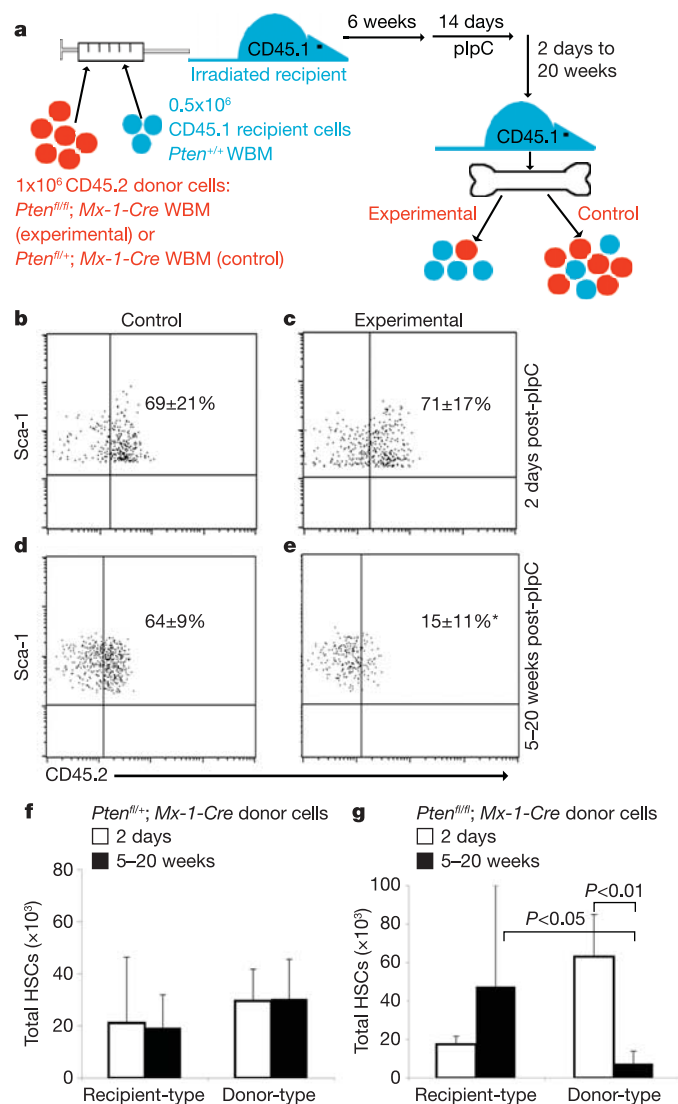 a
CD45.1
Irradiated recipient
6 weeks
14 days
pIpC
2 days to
20 weeks
0.5x10⁶
CD45.1 recipient cells
Pten⁺/⁺ WBM
1x10⁶ CD45.2 donor cells:
Ptenᶠˡ/ᶠˡ; Mx-1-Cre WBM
(experimental) or
Ptenᶠˡ/⁺; Mx-1-Cre WBM (control)
CD45.1
Experimental
Control
b
Control
c
Experimental
Sca-1
69±21%
71±17%
2 days post-pIpC
d
e
Sca-1
64±9%
15±11%*
5–20 weeks post-pIpC
CD45.2
f
Ptenᶠˡ/⁺; Mx-1-Cre donor cells
2 days
5–20 weeks
Total HSCs (×10³)
80
60
40
20
0
Recipient-type
Donor-type
g
Ptenᶠˡ/ᶠˡ; Mx-1-Cre donor cells
2 days
5–20 weeks
Total HSCs (×10³)
100
80
60
40
20
0
P<0.01
P<0.05
Recipient-type
Donor-type